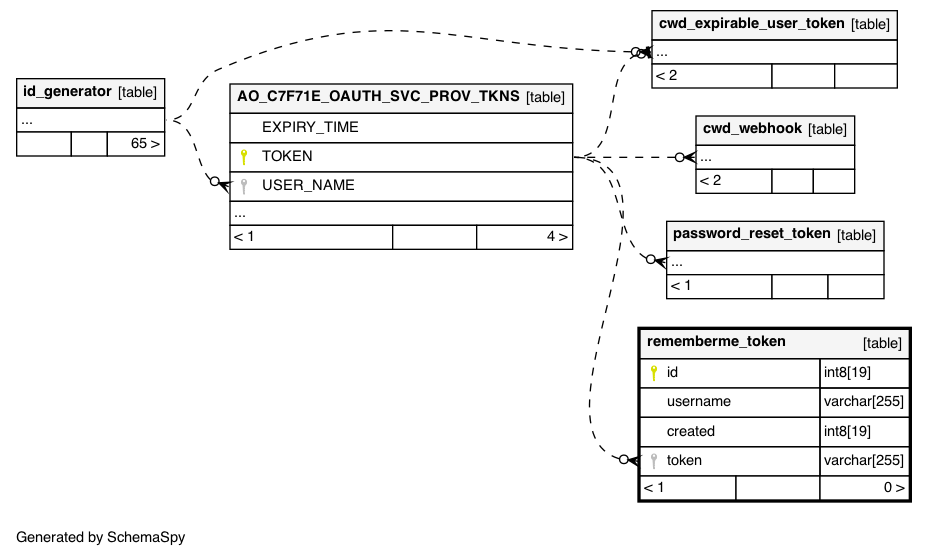 cwd_expirable_user_token [table]
...
< 2
id_generator [table]
...
65 >
AO_C7F71E_OAUTH_SVC_PROV_TKNS [table]
EXPIRY_TIME
TOKEN
USER_NAME
...
< 1 4 >
cwd_webhook [table]
...
< 2
password_reset_token [table]
...
< 1
rememberme_token [table]
id int8[19]
username varchar[255]
created int8[19]
token varchar[255]
< 1 0 >
Generated by SchemaSpy